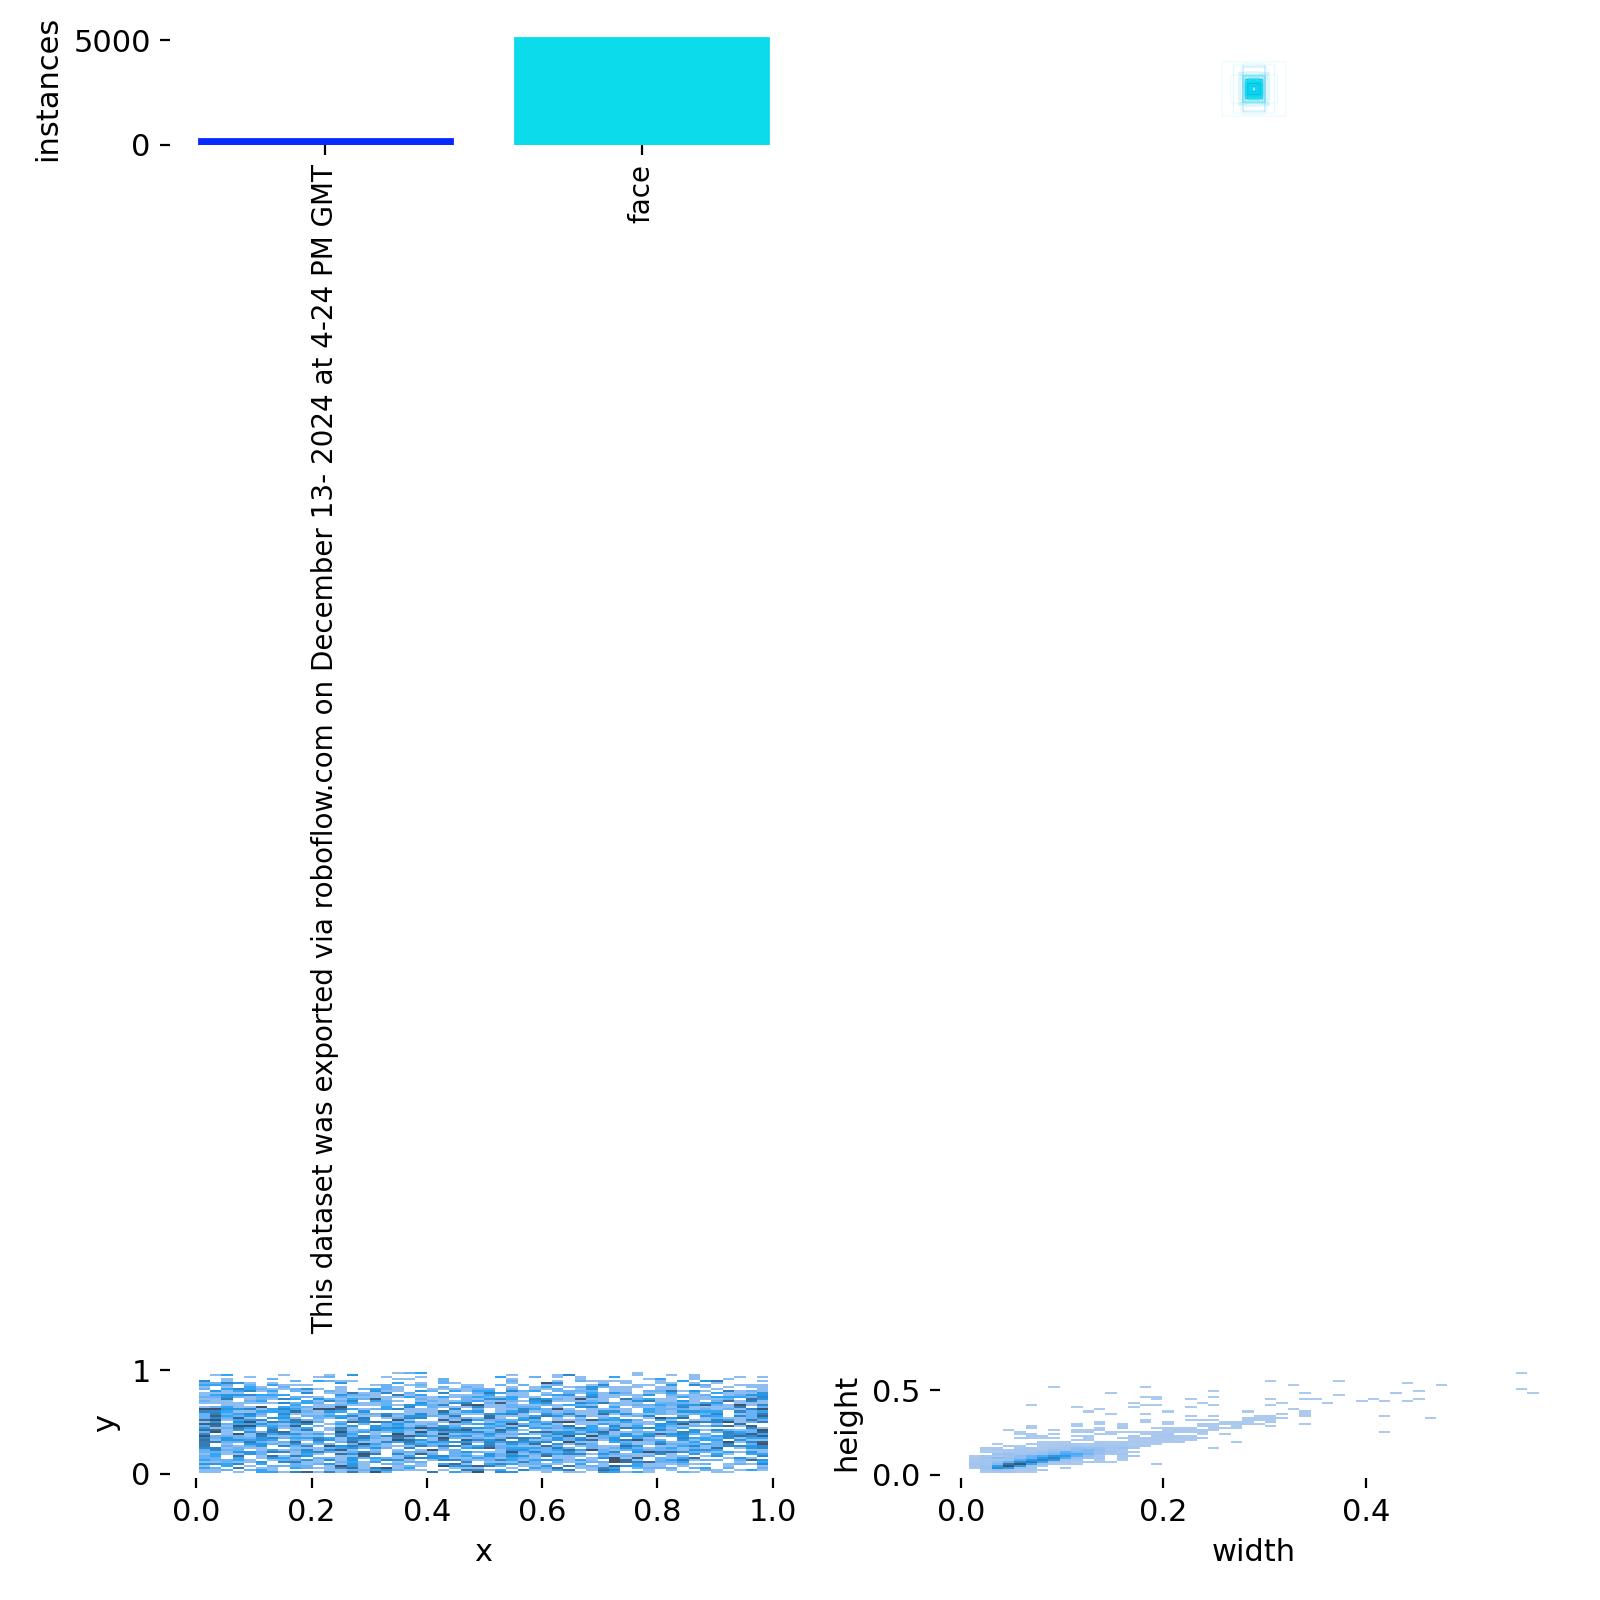 instances
5000
0
This dataset was exported via roboflow.com on December 13- 2024 at 4-24 PM GMT
face
y
1
0
0.0 0.2 0.4 0.6 0.8 1.0
x
height
0.5
0.0
0.0 0.2 0.4
width